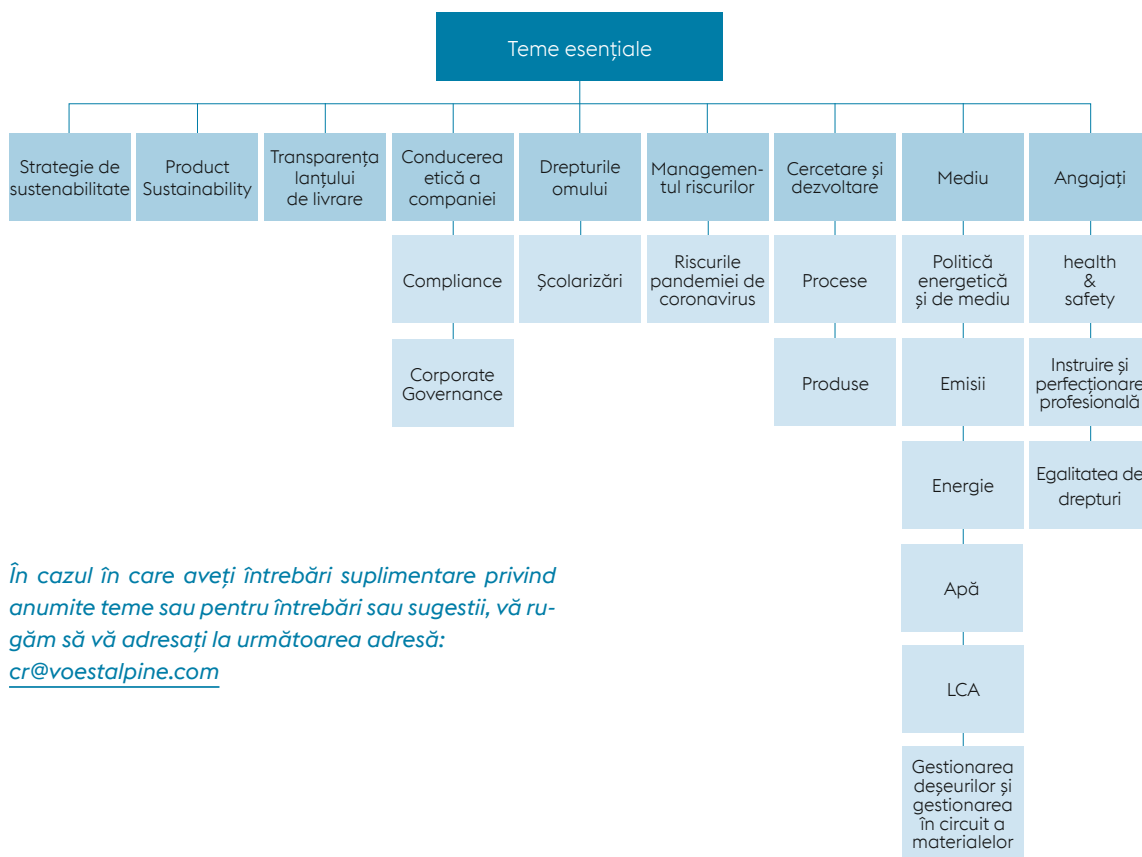 Teme esențiale
Strategie de
sustenabilitate
Product
Sustainability
Transparența
lanțului
de livrare
Conducerea
etică a
companiei
Drepturile
omului
Managemen-
tul riscurilor
Cercetare și
dezvoltare
Mediu
Angajați
Compliance
Școlarizări
Riscurile
pandemiei de
coronavirus
Procese
Politică
energetică
și de mediu
health
&
safety
Corporate
Governance
Produse
Emisii
Instruire și
perfecționare
profesională
Energie
Egalitatea de
drepturi
Apă
LCA
Gestionarea
deșeurilor și
gestionarea
în circuit a
materialelor
În cazul în care aveți întrebări suplimentare privind
anumite teme sau pentru întrebări sau sugestii, vă ru-
găm să vă adresați la următoarea adresă:
cr@voestalpine.com